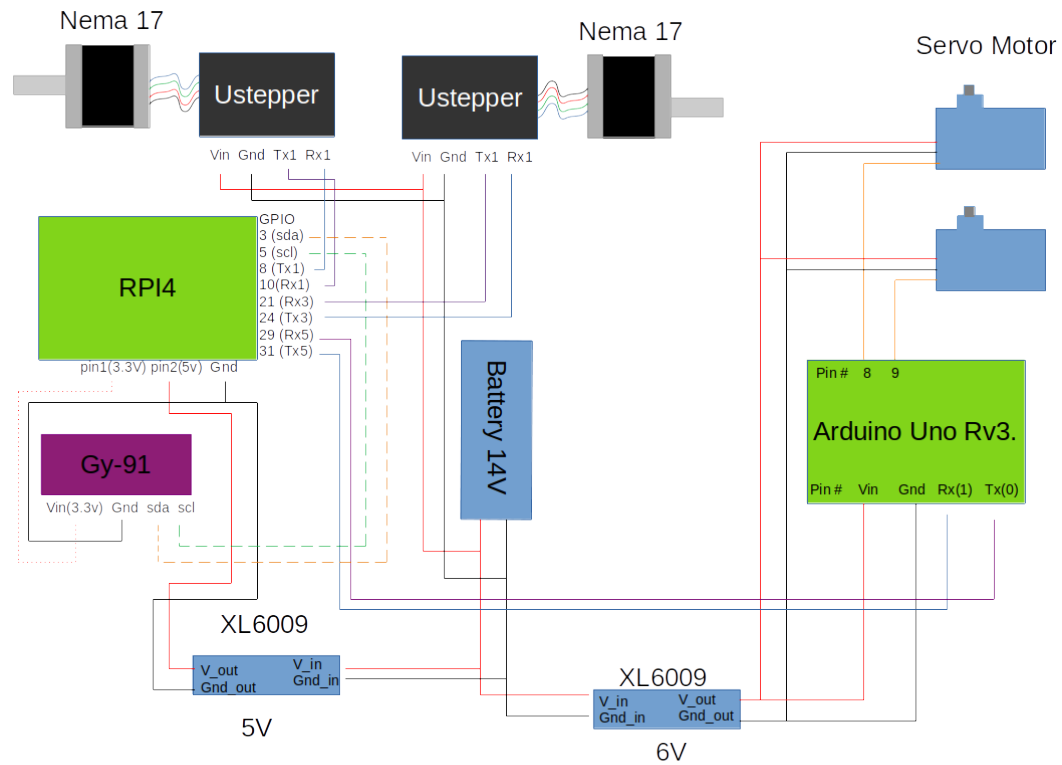 Nema 17
Nema 17
Servo Motor
Ustepper
Ustepper
Vin Gnd Tx1 Rx1
Vin Gnd Tx1 Rx1
GPIO
3 (sda)
5 (scl)
8 (Tx1)
10(Rx1)
21 (Rx3)
24 (Tx3)
29 (Rx5)
31 (Tx5)
RPI4
pin1(3.3V) pin2(5v) Gnd
Battery 14V
Pin # 8 9
Arduino Uno Rv3.
Pin # Vin Gnd Rx(1) Tx(0)
Gy-91
Vin(3.3v) Gnd sda scl
XL6009
V_out V_in
Gnd_out Gnd_in
5V
XL6009
V_in V_out
Gnd_in Gnd_out
6V